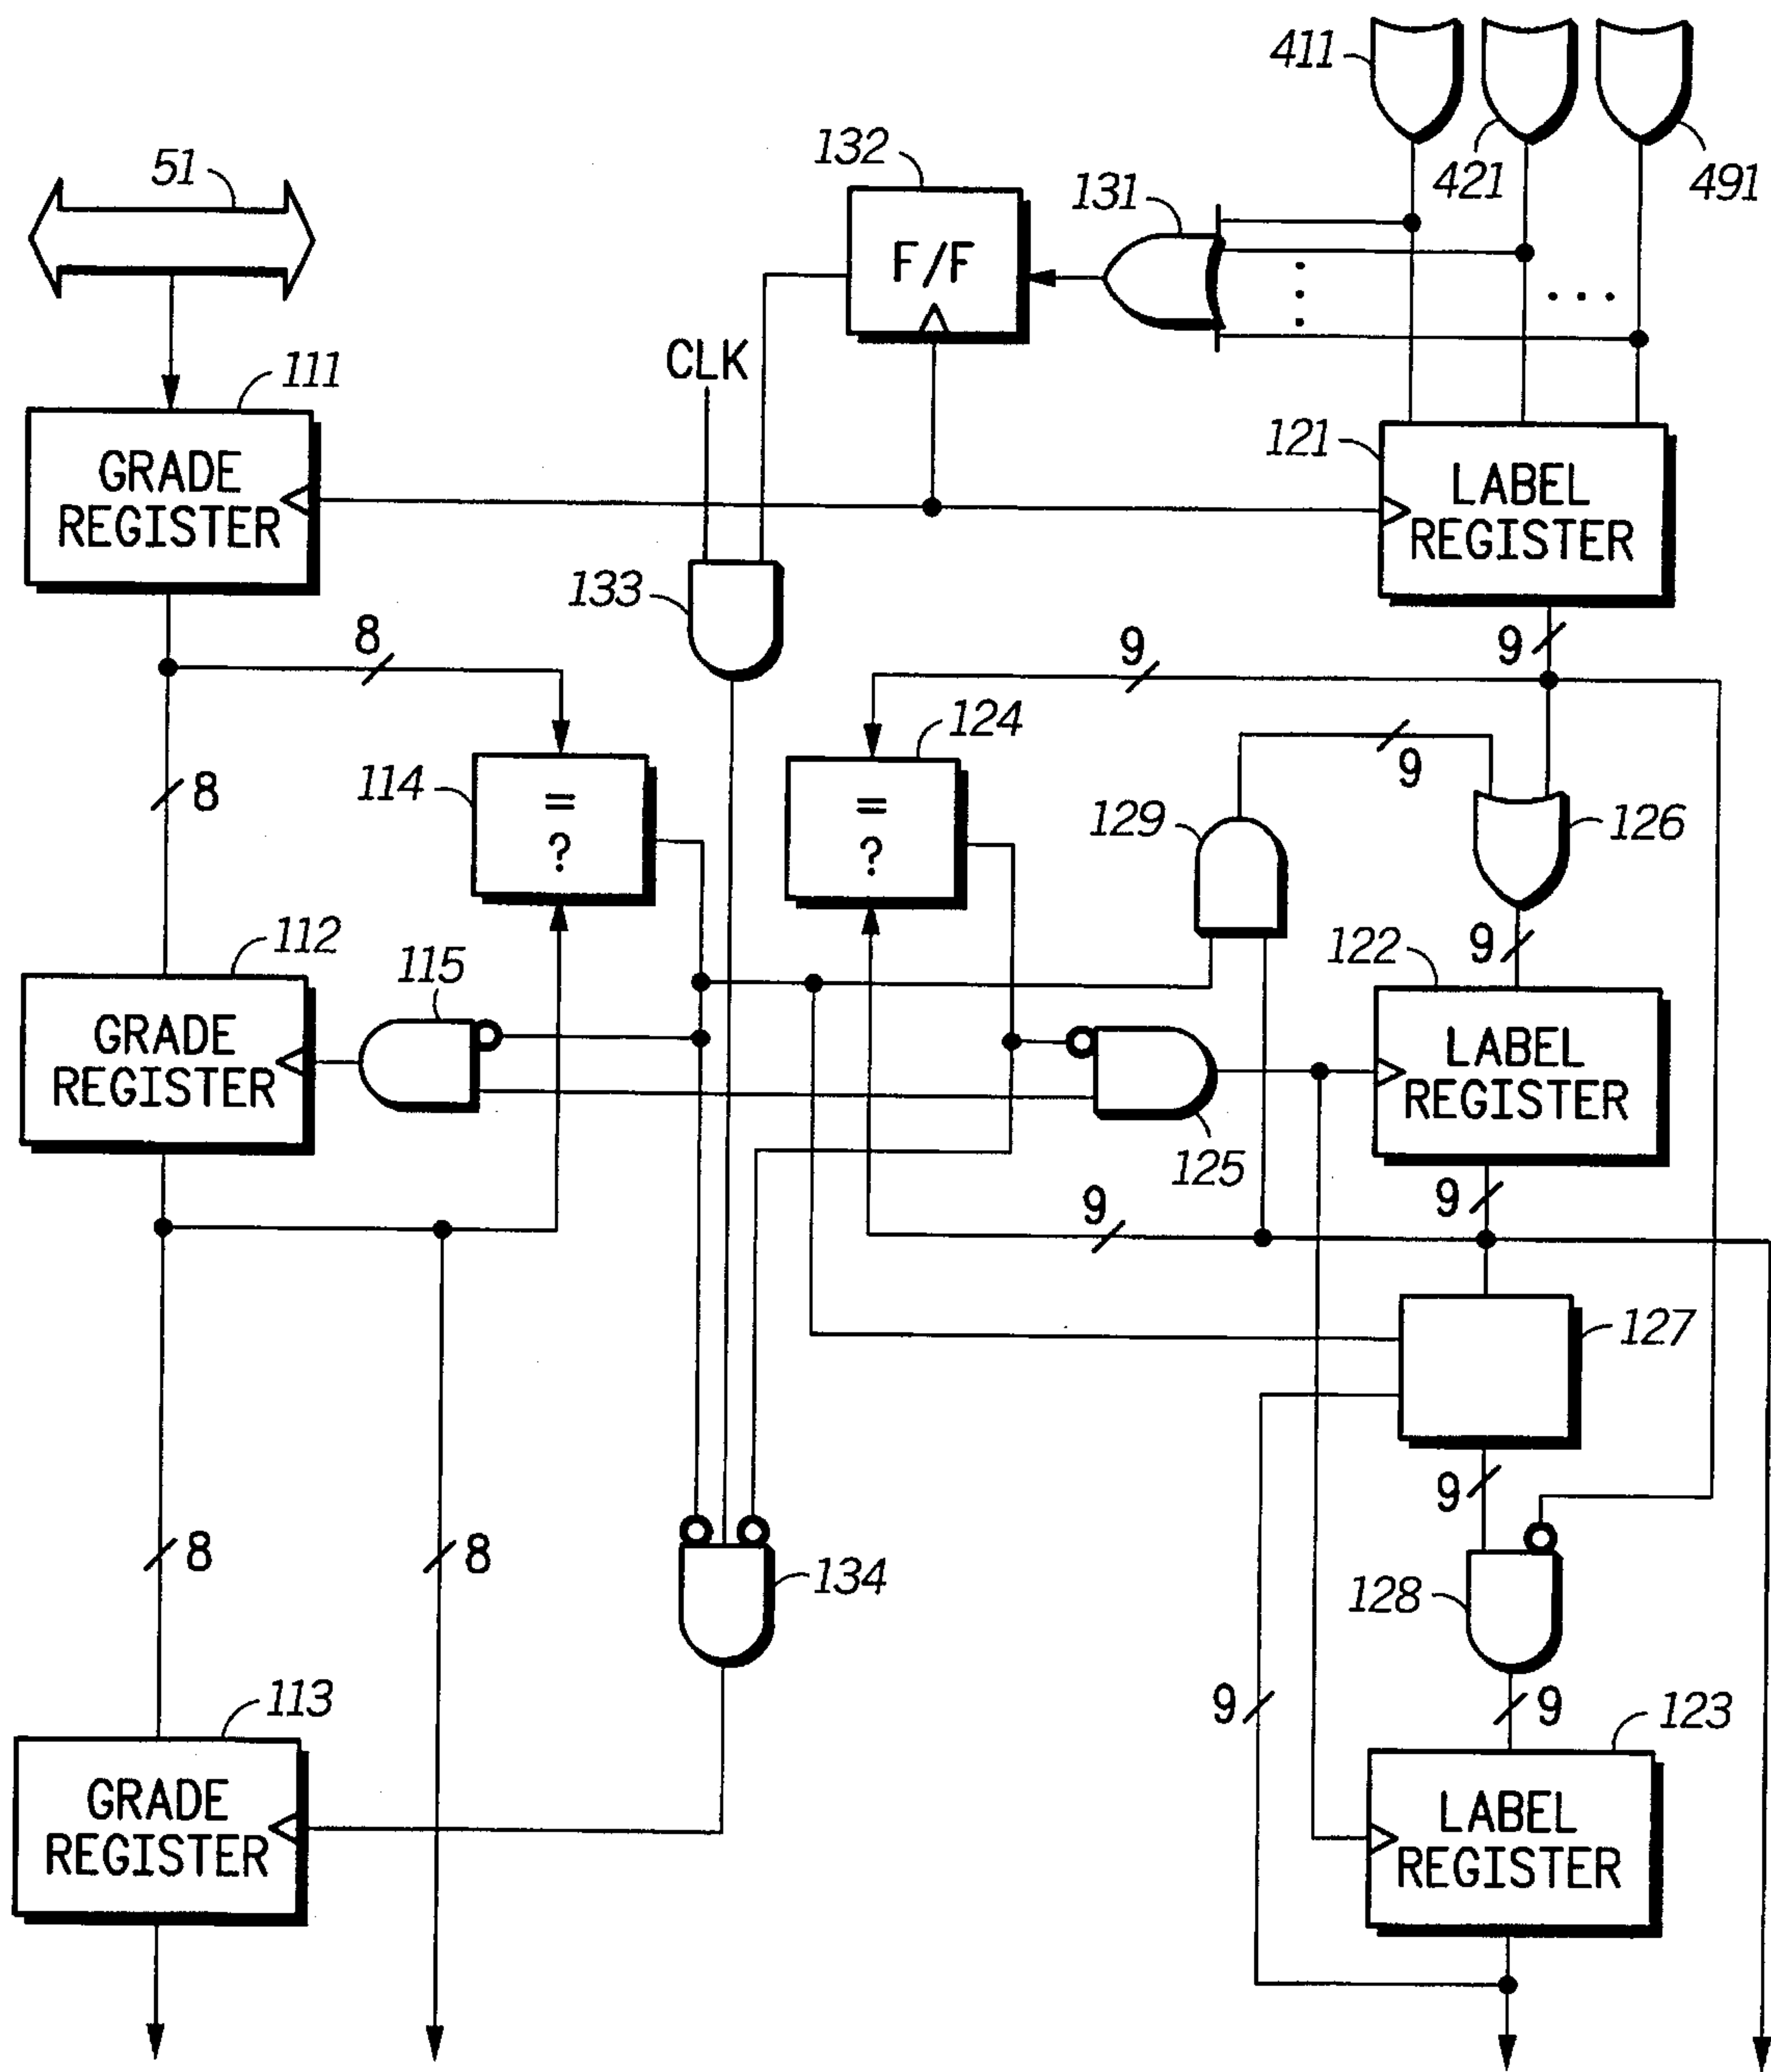 411
421
491
132
131
51
F/F
CLK
111
121
GRADE
REGISTER
LABEL
REGISTER
133
8
9
9
8
114
=
?
124
=
?
129
9
126
112
115
122
9
GRADE
REGISTER
LABEL
REGISTER
125
9
9
127
8
8
134
9
128
9
9
113
123
GRADE
REGISTER
LABEL
REGISTER